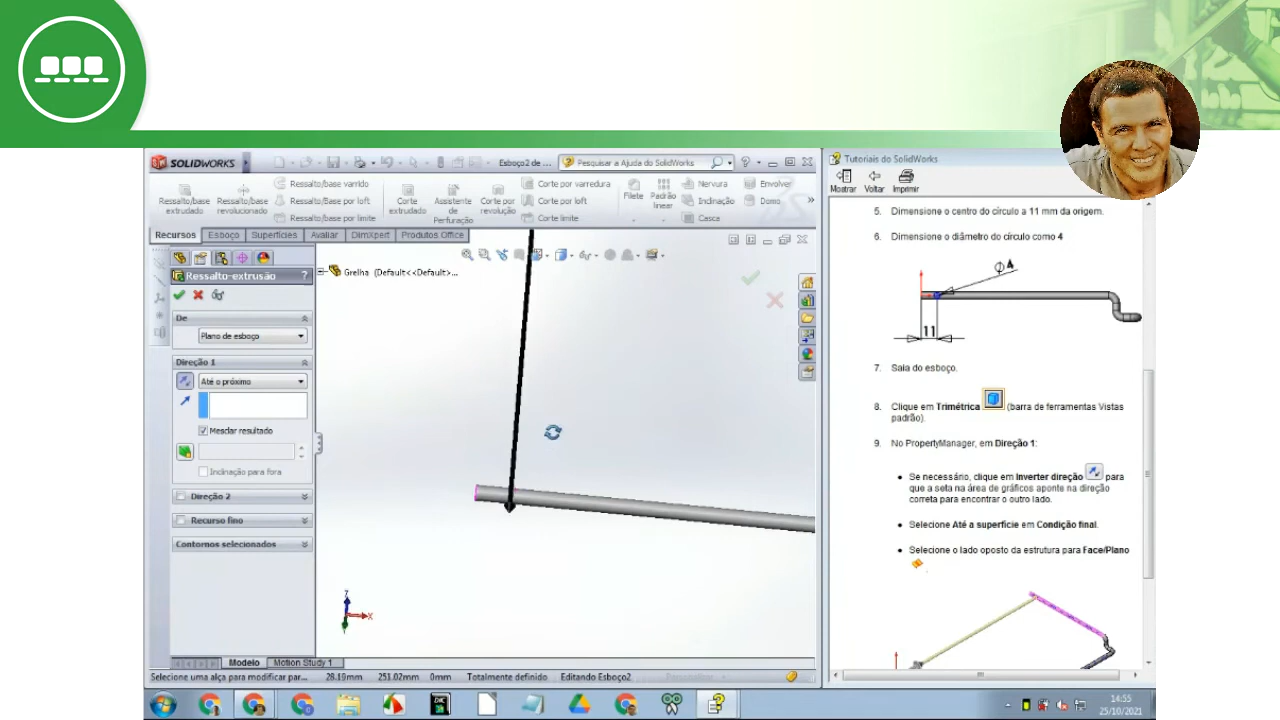 SOLIDWORKS
Esboço2 de ...
Pesquisar a Ajuda do SolidWorks
Ressalto/base extrudado
Ressalto/base revolucionado
Ressalto/base varrido
Ressalto/base por loft
Ressalto/base por limite
Corte extrudado
Assistente de Perfuração
Corte por revolução
Corte por varredura
Corte por loft
Corte limite
Filete
Padrão linear
Nervura
Inclinação
Casca
Envolver
Domo
Recursos
Esboço
Superfícies
Avaliar
DimXpert
Produtos Office
Ressalto-extrusão
?
De
Plano de esboço
Direção 1
Até o próximo
Mesclar resultado
Inclinação para fora
Direção 2
Recurso fino
Contornos selecionados
Grelha (Default<<Default>...
Z
X
Modelo
Motion Study 1
Selecione uma alça para modificar par...
28.19mm
251.02mm
0mm
Totalmente definido
Editando Esboço2
Tutoriais do SolidWorks
Mostrar
Voltar
Imprimir
5. Dimensione o centro do círculo a 11 mm da origem.
6. Dimensione o diâmetro do círculo como 4
Ø4
11
7. Saia do esboço.
8. Clique em Trimétrica (barra de ferramentas Vistas
padrão).
9. No PropertyManager, em Direção 1:
• Se necessário, clique em Inverter direção para
que a seta na área de gráficos aponte na direção
correta para encontrar o outro lado.
• Selecione Até a superfície em Condição final.
• Selecione o lado oposto da estrutura para Face/Plano
.
14:55
25/10/2021